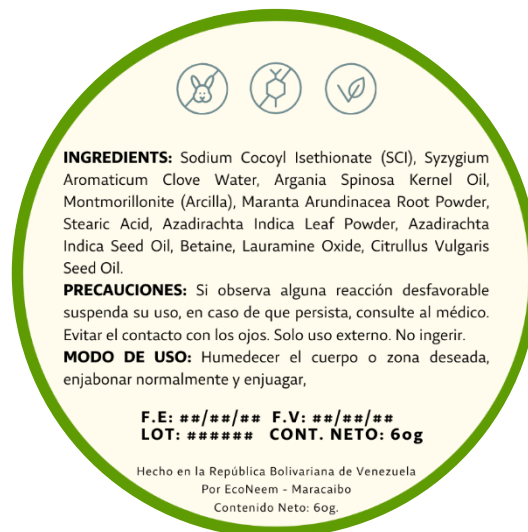 INGREDIENTS: Sodium Cocoyl Isethionate (SCI), Syzygium
Aromaticum Clove Water, Argania Spinosa Kernel Oil,
Montmorillonite (Arcilla), Maranta Arundinacea Root Powder,
Stearic Acid, Azadirachta Indica Leaf Powder, Azadirachta
Indica Seed Oil, Betaine, Lauramine Oxide, Citrullus Vulgaris
Seed Oil.
PRECAUCIONES: Si observa alguna reacción desfavorable
suspenda su uso, en caso de que persista, consulte al médico.
Evitar el contacto con los ojos. Solo uso externo. No ingerir.
MODO DE USO: Humedecer el cuerpo o zona deseada,
enjabonar normalmente y enjuagar,
F.E: ##/##/## F.V: ##/##/##
LOT: ###### CONT. NETO: 60g
Hecho en la República Bolivariana de Venezuela
Por EcoNeem - Maracaibo
Contenido Neto: 60g.